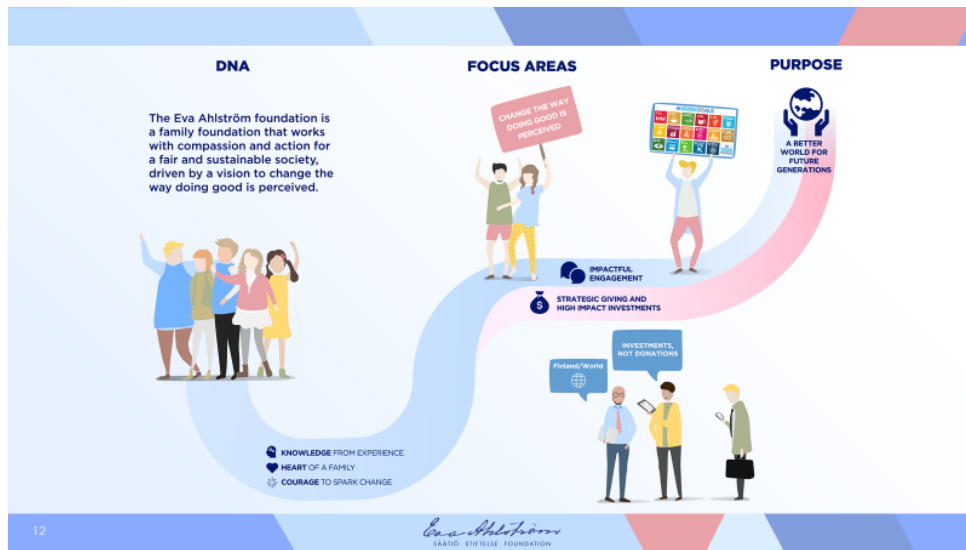 DNA
FOCUS AREAS
PURPOSE
The Eva Ahlström foundation is
a family foundation that works
with compassion and action for
a fair and sustainable society,
driven by a vision to change the
way doing good is perceived.
CHANGE THE WAY
DOING GOOD IS
PERCEIVED
GOALS
A BETTER
WORLD FOR
FUTURE
GENERATIONS
IMPACTFUL
ENGAGEMENT
$
STRATEGIC GIVING AND
HIGH IMPACT INVESTMENTS
INVESTMENTS,
NOT DONATIONS
Finland/World
KNOWLEDGE FROM EXPERIENCE
HEART OF A FAMILY
COURAGE TO SPARK CHANGE
12
Eva Ahlström
SÄÄTIÖ STIFTELSE FOUNDATION